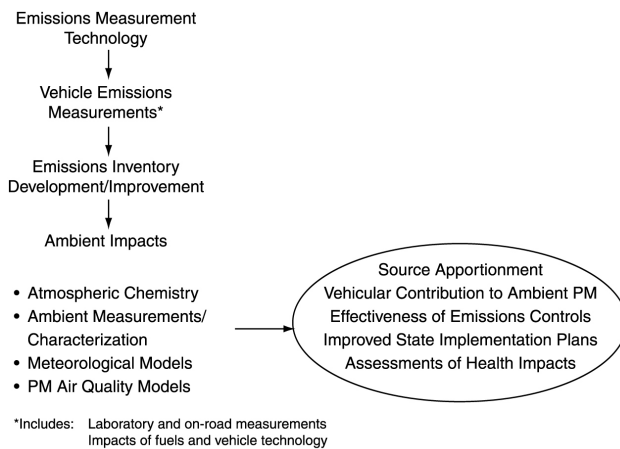 Emissions Measurement
Technology
Vehicle Emissions
Measurements*
Emissions Inventory
Development/Improvement
Ambient Impacts
• Atmospheric Chemistry
• Ambient Measurements/
Characterization
• Meteorological Models
• PM Air Quality Models
Source Apportionment
Vehicular Contribution to Ambient PM
Effectiveness of Emissions Controls
Improved State Implementation Plans
Assessments of Health Impacts
*Includes: Laboratory and on-road measurements
Impacts of fuels and vehicle technology